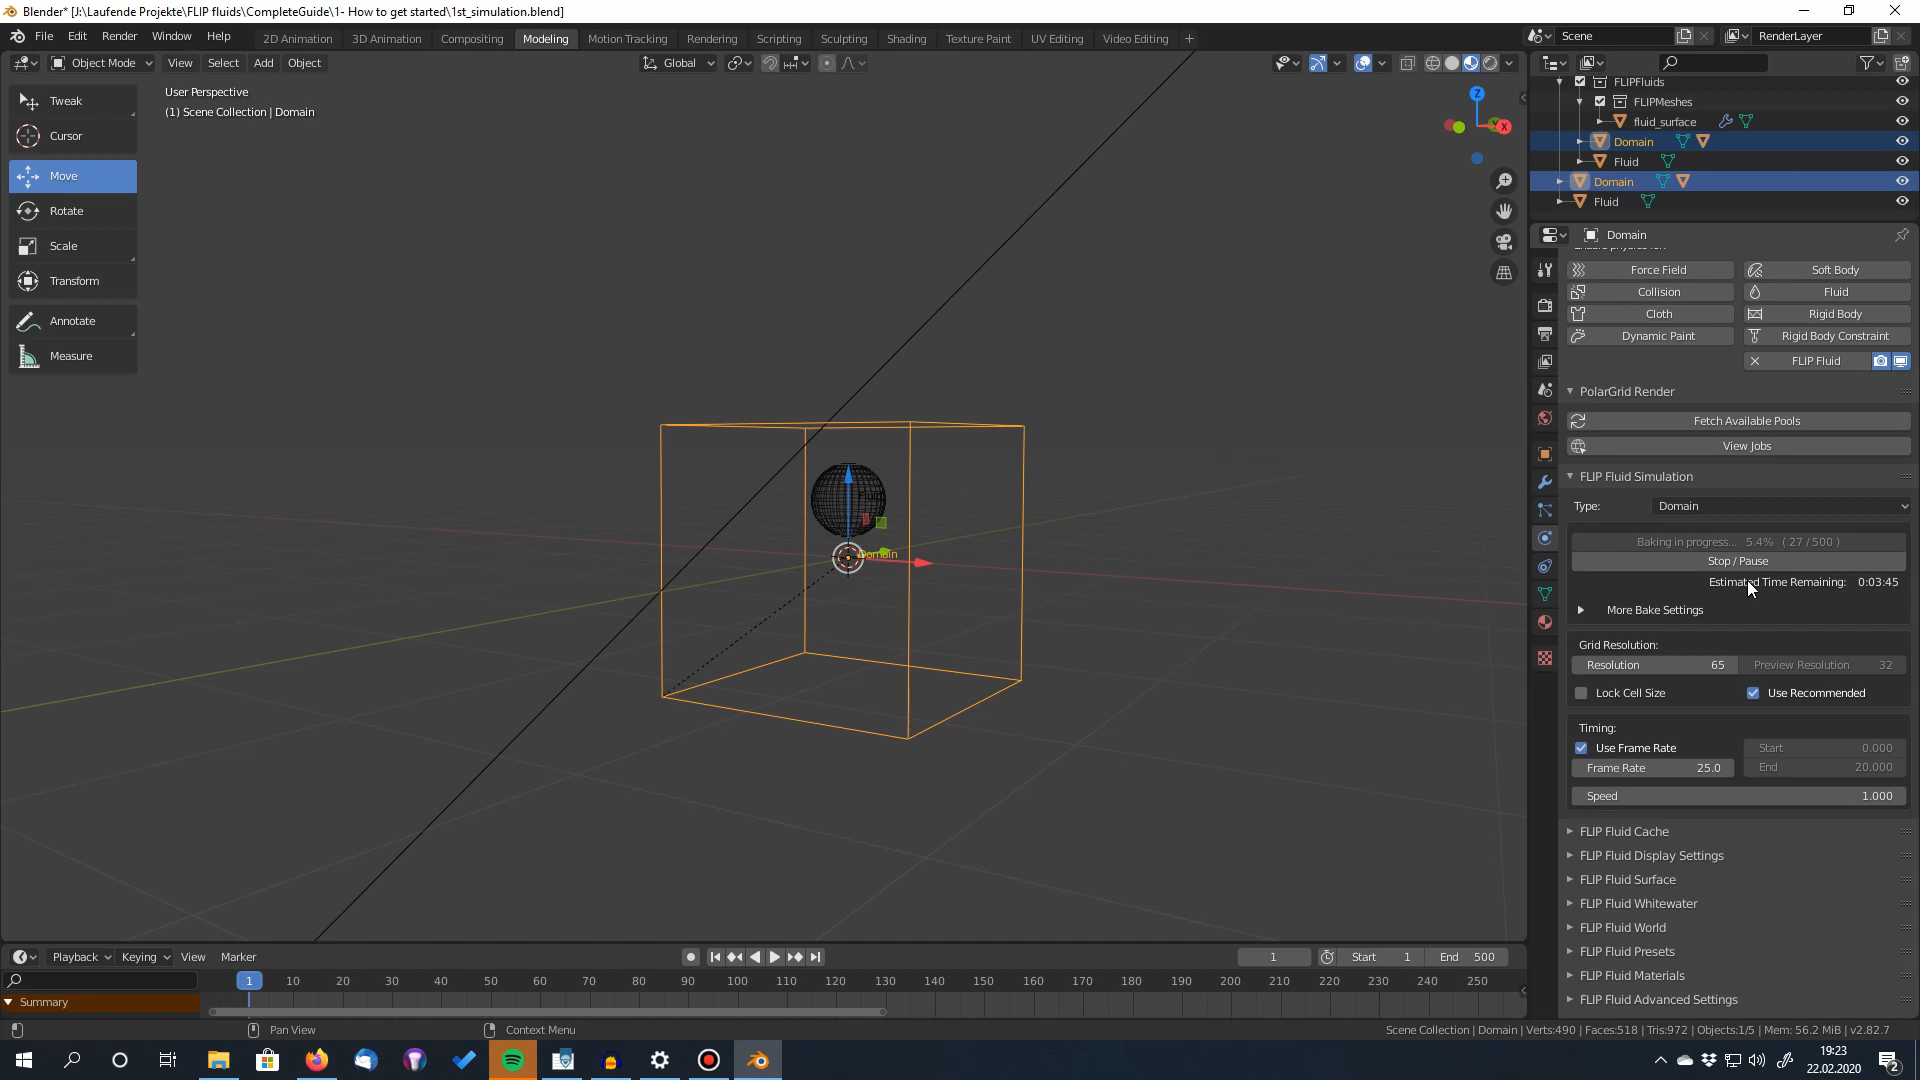 Blender* [J:\Laufende Projekte\FLIP fluids\CompleteGuide\1- How to get started\1st_simulation.blend]
File Edit Render Window Help
2D Animation 3D Animation Compositing Modeling Motion Tracking Rendering Scripting Sculpting Shading Texture Paint UV Editing Video Editing +
Scene
RenderLayer
Object Mode View Select Add Object
Global
User Perspective
(1) Scene Collection | Domain
Tweak
Cursor
Move
Rotate
Scale
Transform
Annotate
Measure
Z
X
Domain
FLIPFluids
FLIPMeshes
fluid_surface
Domain
Fluid
Domain
Fluid
Domain
Force Field Soft Body
Collision Fluid
Cloth Rigid Body
Dynamic Paint Rigid Body Constraint
FLIP Fluid
PolarGrid Render
Fetch Available Pools
View Jobs
FLIP Fluid Simulation
Type: Domain
Baking in progress... 5.4% ( 27 / 500 )
Stop / Pause
Estimated Time Remaining: 0:03:45
More Bake Settings
Grid Resolution:
Resolution 65 Preview Resolution 32
Lock Cell Size Use Recommended
Timing:
Use Frame Rate Start 0.000
Frame Rate 25.0 End 20.000
Speed 1.000
FLIP Fluid Cache
FLIP Fluid Display Settings
FLIP Fluid Surface
FLIP Fluid Whitewater
FLIP Fluid World
FLIP Fluid Presets
FLIP Fluid Materials
FLIP Fluid Advanced Settings
Playback Keying View Marker
1 Start 1 End 500
1 10 20 30 40 50 60 70 80 90 100 110 120 130 140 150 160 170 180 190 200 210 220 230 240 250
Summary
Pan View Context Menu
Scene Collection | Domain | Verts:490 | Faces:518 | Tris:972 | Objects:1/5 | Mem: 56.2 MiB | v2.82.7
19:23
22.02.2020
2